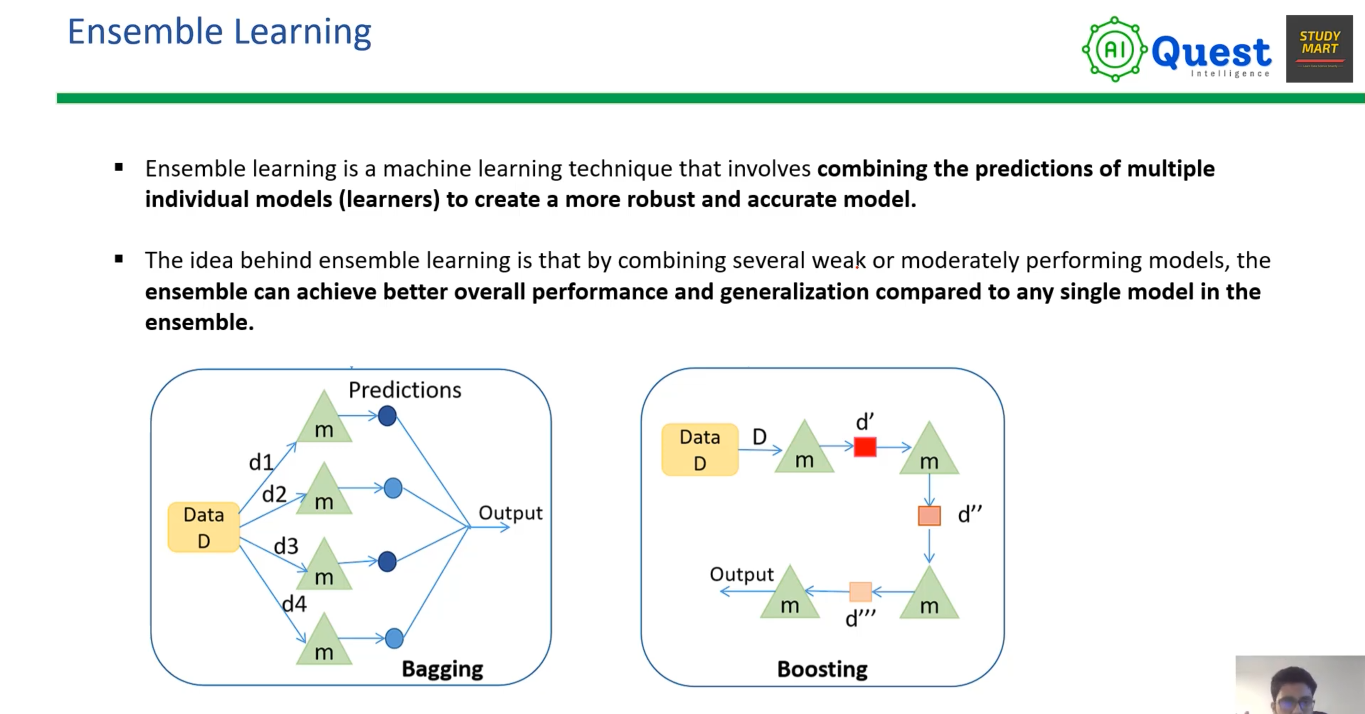 Ensemble Learning
AI Quest
Intelligence
STUDY
MART
▪ Ensemble learning is a machine learning technique that involves combining the predictions of multiple
individual models (learners) to create a more robust and accurate model.
▪ The idea behind ensemble learning is that by combining several weak or moderately performing models, the
ensemble can achieve better overall performance and generalization compared to any single model in the
ensemble.
Predictions
m
d1
d2
m
Data
D
Output
d3
m
d4
m
Bagging
Data
D
D
m
d'
m
d''
Output
m
d'''
m
Boosting